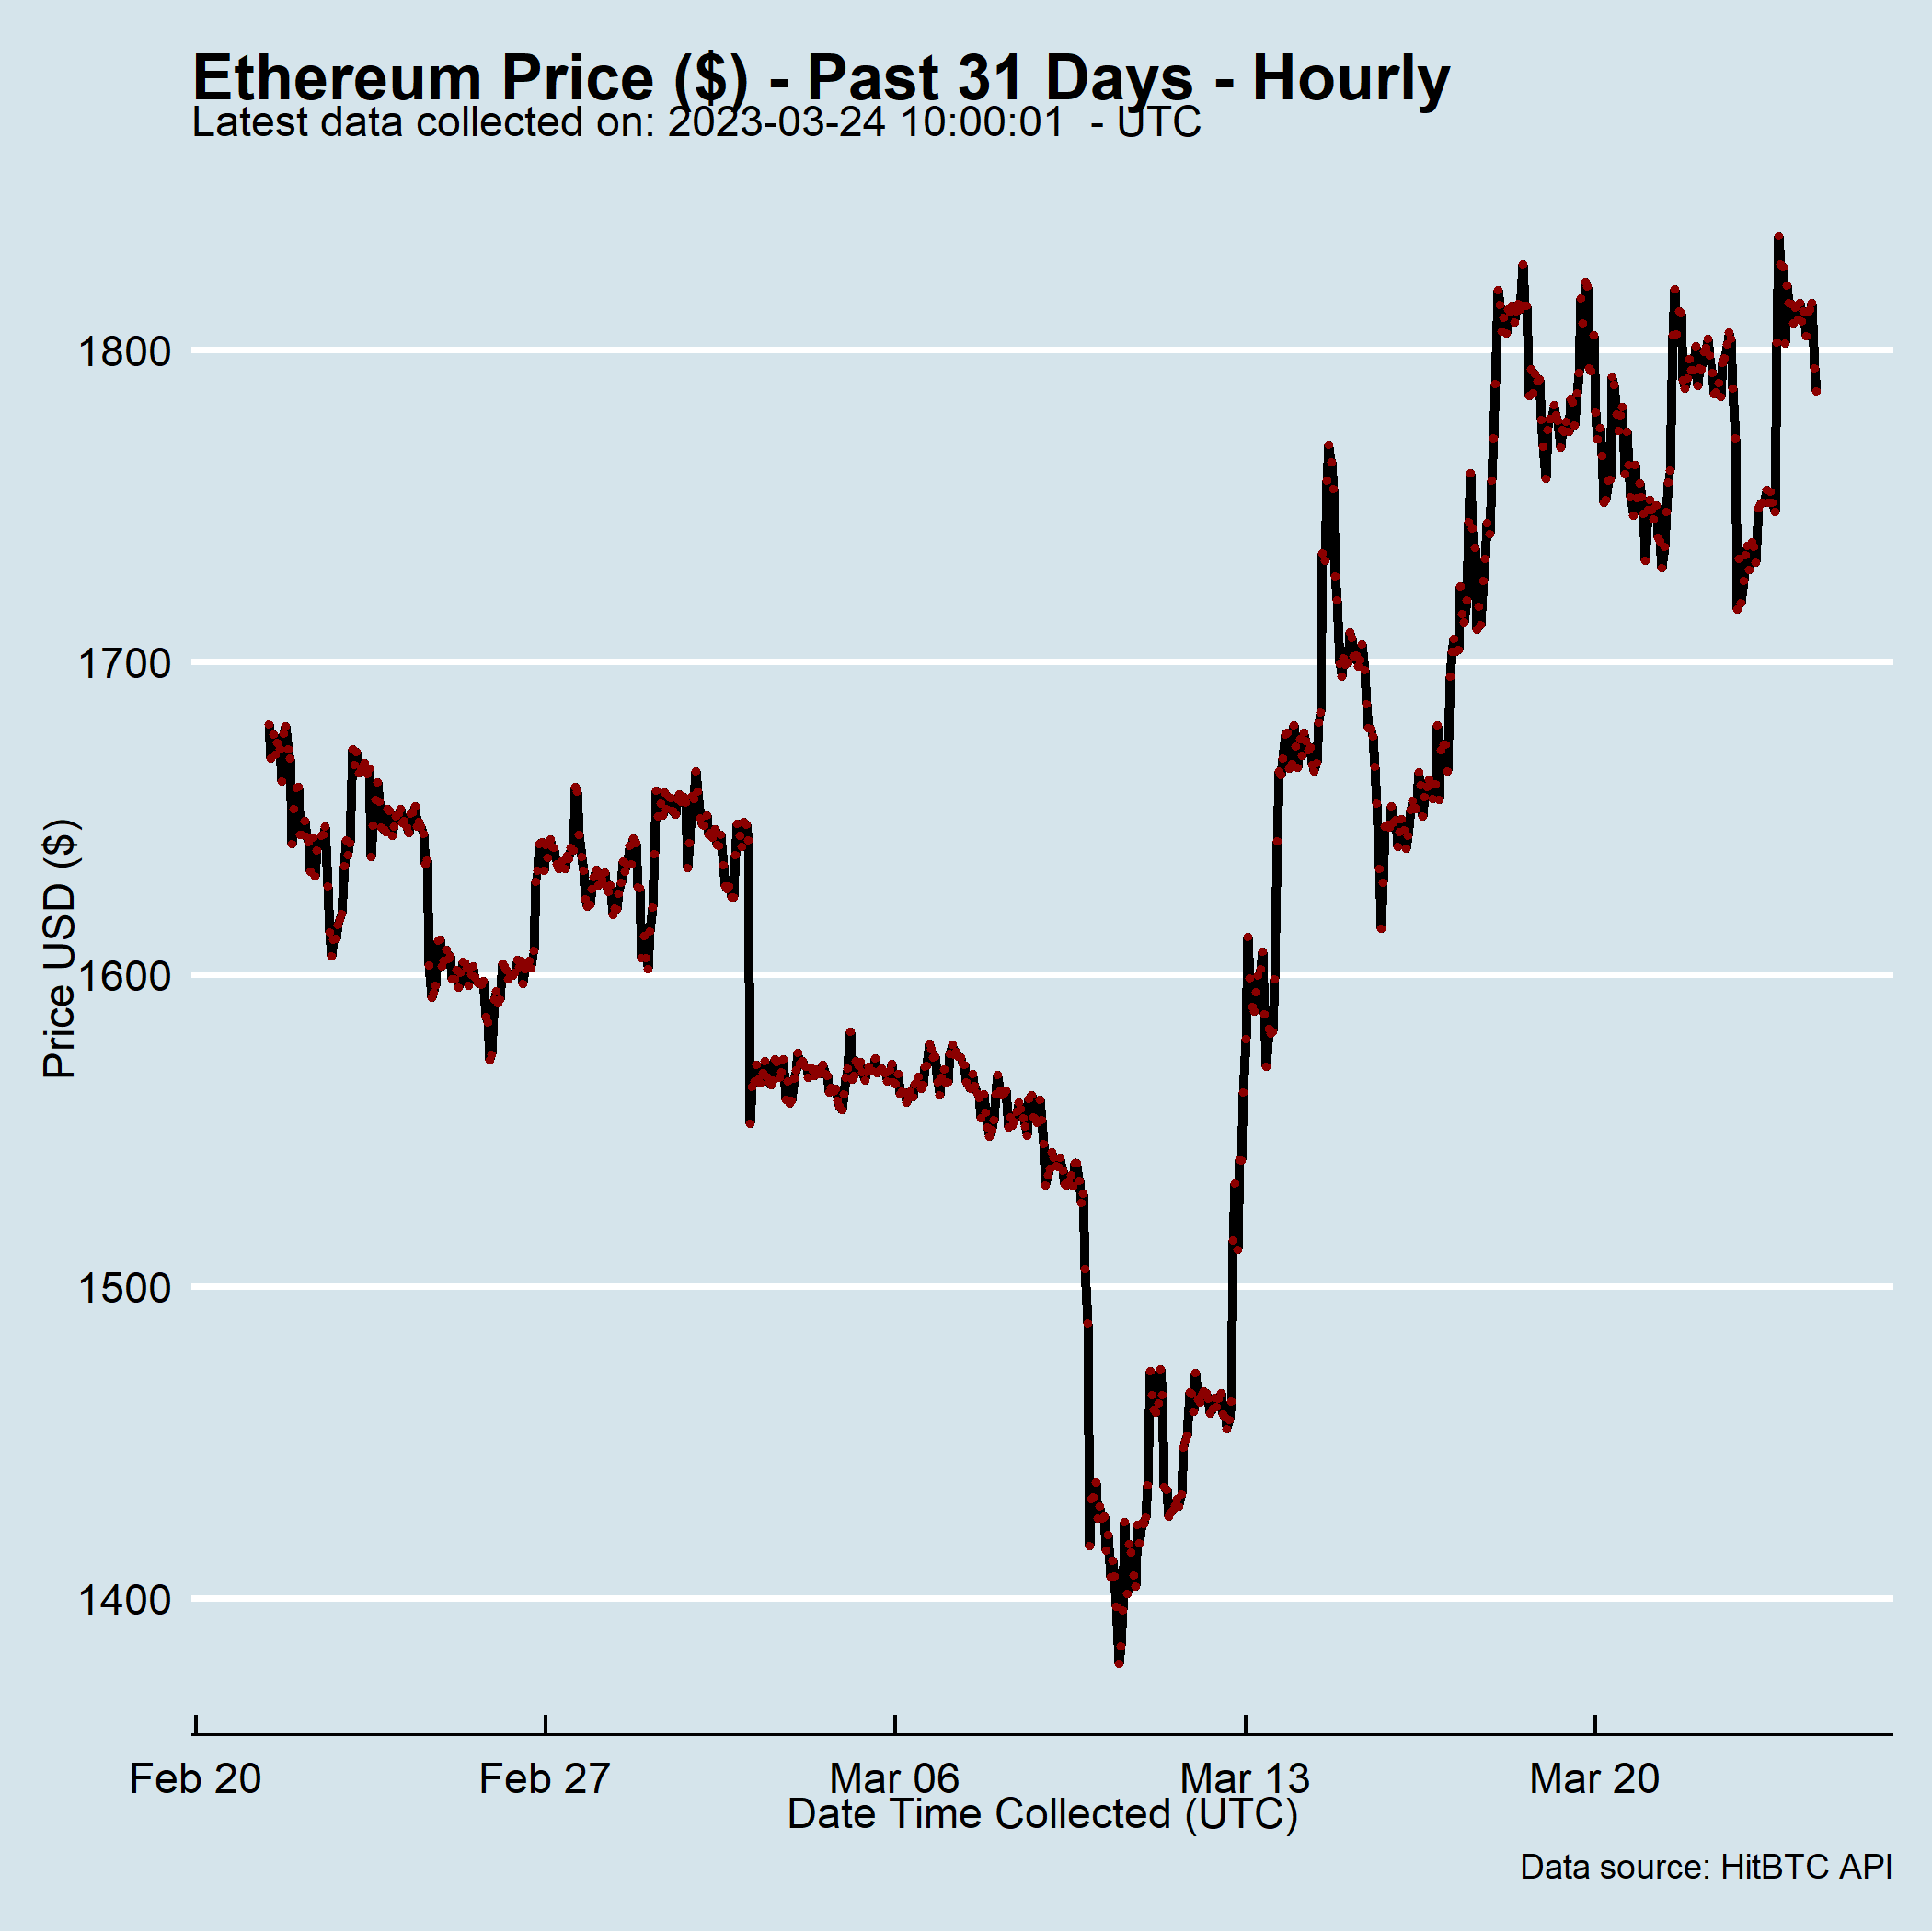 Ethereum Price ($) - Past 31 Days - Hourly
Latest data collected on: 2023-03-24 10:00:01  - UTC
Price USD ($)
1800
1700
1600
1500
1400
Feb 20
Feb 27
Mar 06
Mar 13
Mar 20
Date Time Collected (UTC)
Data source: HitBTC API